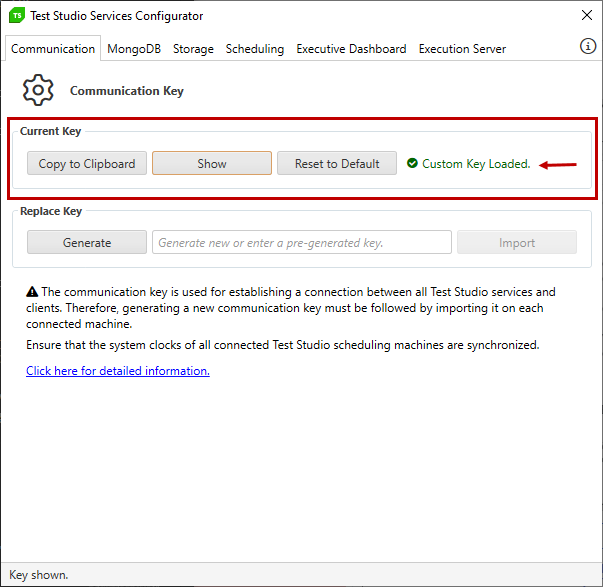 TS Test Studio Services Configurator
Communication MongoDB Storage Scheduling Executive Dashboard Execution Server
Communication Key
Current Key
Copy to Clipboard Show Reset to Default Custom Key Loaded.
Replace Key
Generate Generate new or enter a pre-generated key. Import
The communication key is used for establishing a connection between all Test Studio services and
clients. Therefore, generating a new communication key must be followed by importing it on each
connected machine.
Ensure that the system clocks of all connected Test Studio scheduling machines are synchronized.
Click here for detailed information.
Key shown.